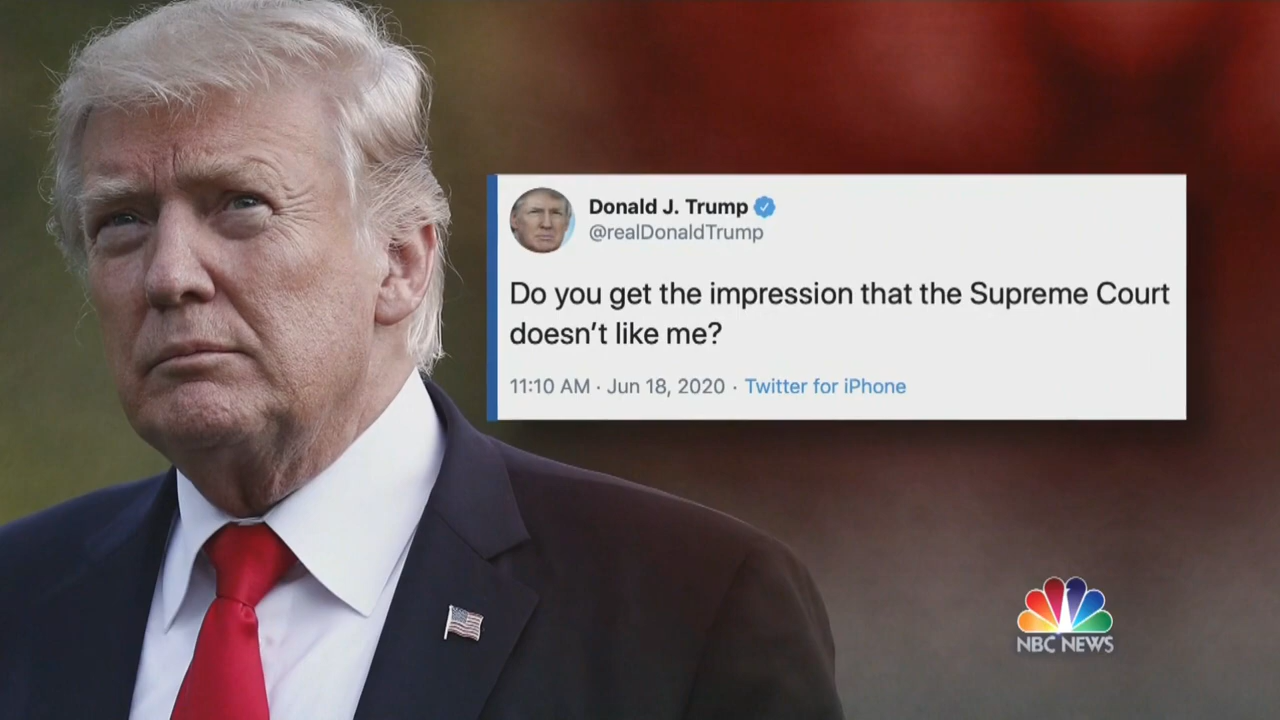 Donald J. Trump
@realDonaldTrump
Do you get the impression that the Supreme Court
doesn’t like me?
11:10 AM · Jun 18, 2020 · Twitter for iPhone
NBC NEWS